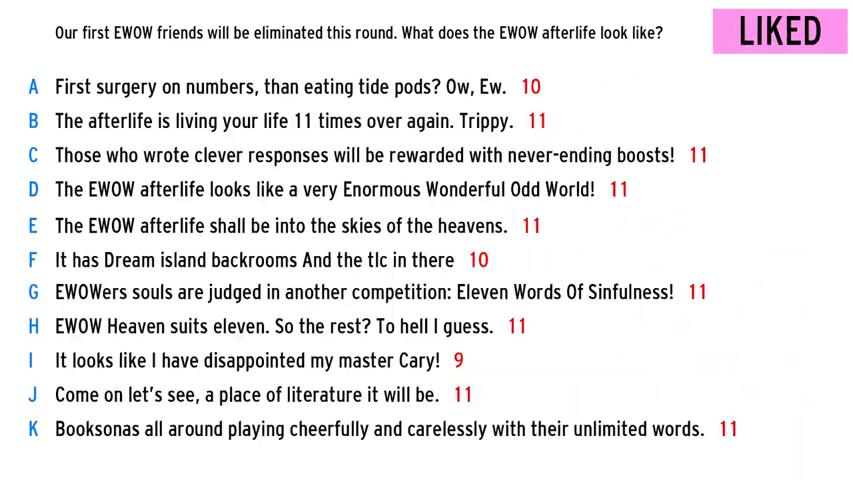 Our first EWOW friends will be eliminated this round. What does the EWOW afterlife look like?
LIKED
A First surgery on numbers, than eating tide pods? Ow, Ew. 10
B The afterlife is living your life 11 times over again. Trippy. 11
C Those who wrote clever responses will be rewarded with never-ending boosts! 11
D The EWOW afterlife looks like a very Enormous Wonderful Odd World! 11
E The EWOW afterlife shall be into the skies of the heavens. 11
F It has Dream island backrooms And the tlc in there 10
G EWOWers souls are judged in another competition: Eleven Words Of Sinfulness! 11
H EWOW Heaven suits eleven. So the rest? To hell I guess. 11
I It looks like I have disappointed my master Cary! 9
J Come on let's see, a place of literature it will be. 11
K Booksonas all around playing cheerfully and carelessly with their unlimited words. 11